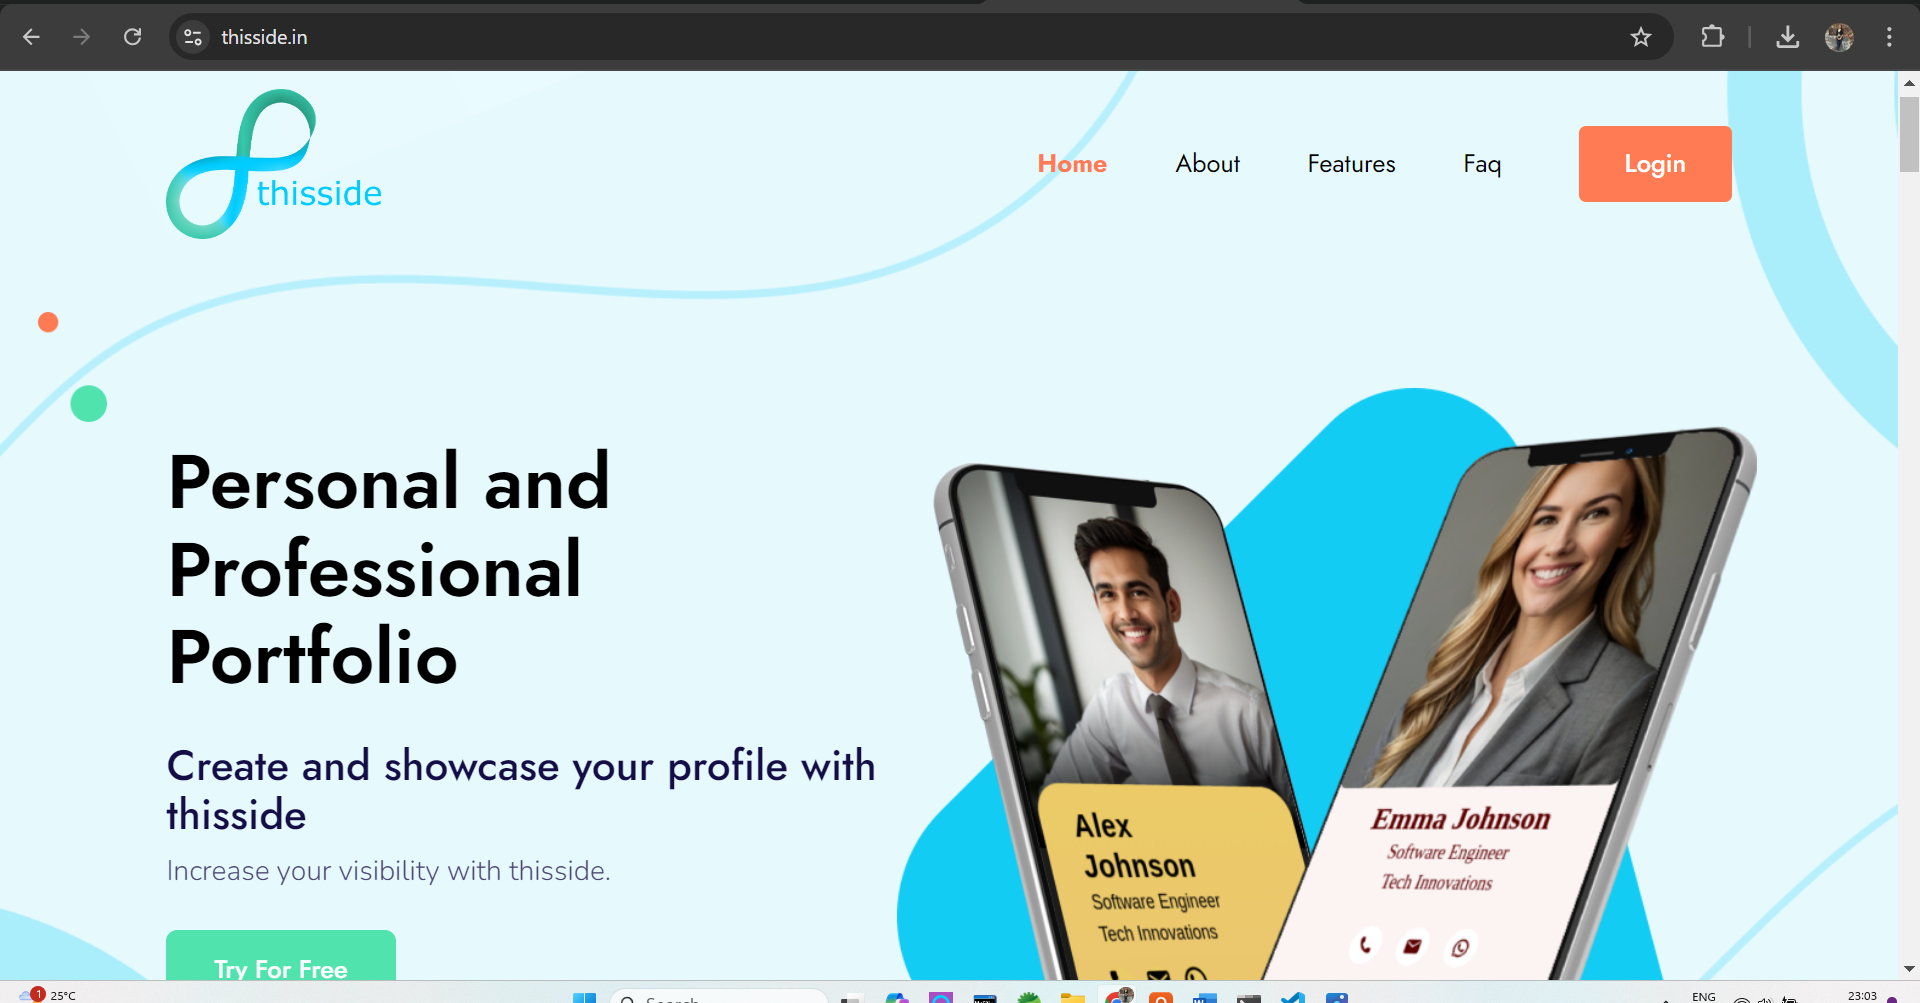 thisside.in
thisside
Home
About
Features
Faq
Login
Personal and
Professional
Portfolio
Create and showcase your profile with
thisside
Increase your visibility with thisside.
Try For Free
Alex
Johnson
Software Engineer
Tech Innovations
Emma Johnson
Software Engineer
Tech Innovations
1
25°C
Search
ENG
23:03